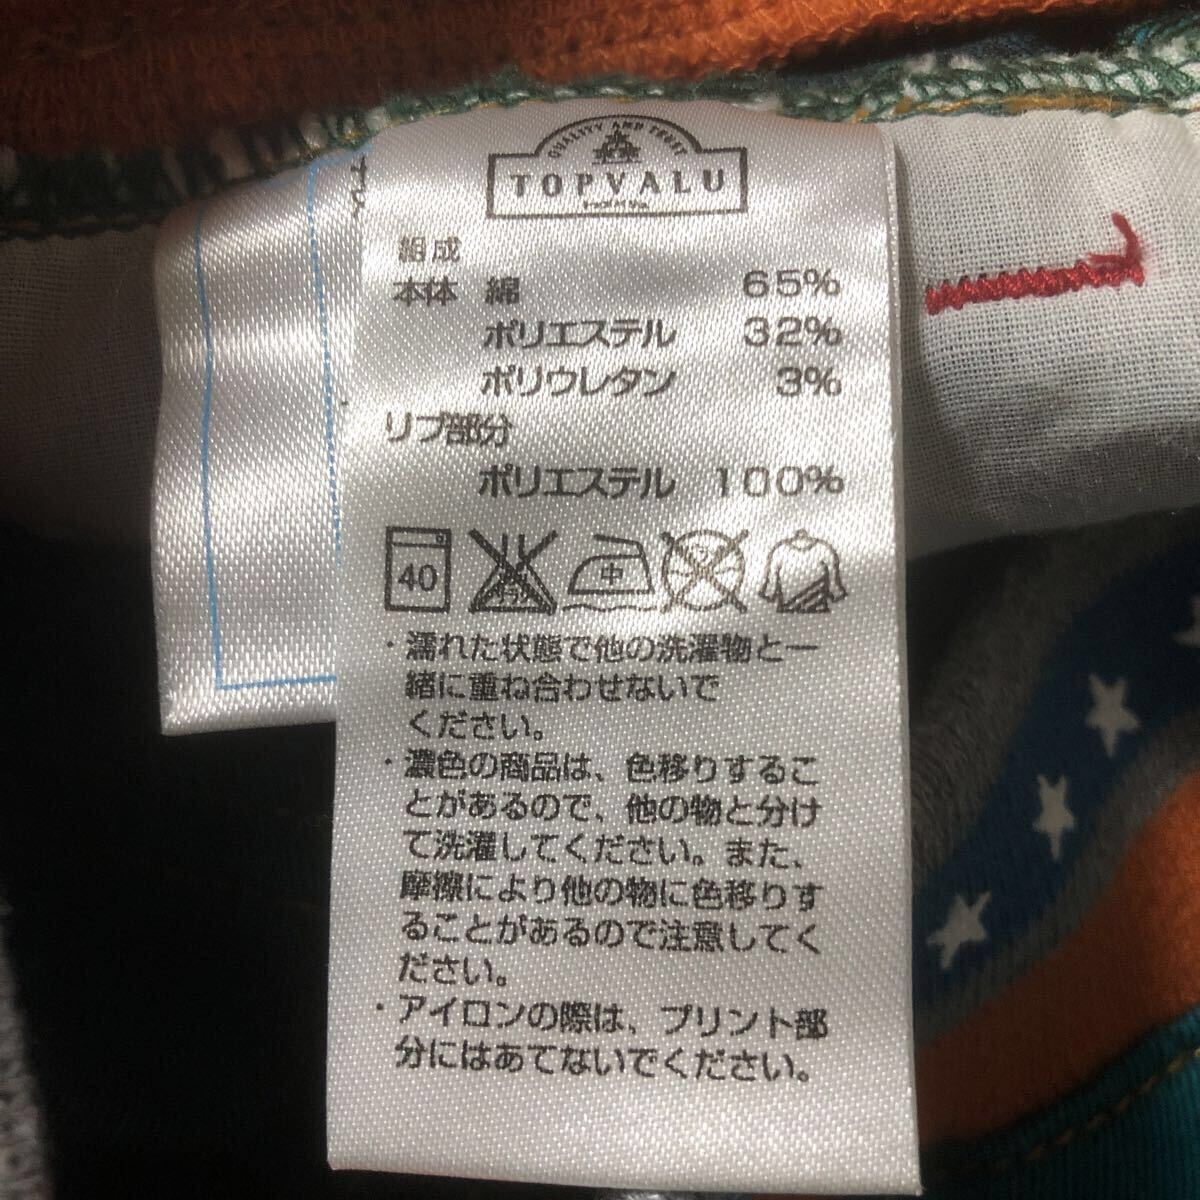 QUALITY AND TRUST
TOPVALU
組成
本体 綿 65%
ポリエステル 32%
ポリウレタン 3%
リブ部分
ポリエステル 100%
40 中
・濡れた状態で他の洗濯物と一
緒に重ね合わせないで
ください。
・濃色の商品は、色移りするこ
とがあるので、他の物と分け
て洗濯してください。また、
摩擦により他の物に色移りす
ることがあるので注意してく
ださい。
・アイロンの際は、プリント部
分にはあてないでください。